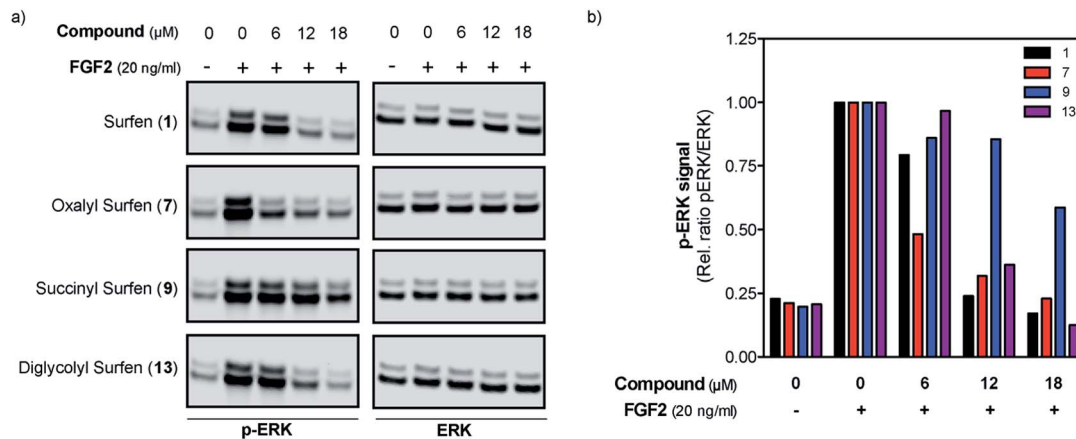 a)
Compound (µM) 0 0 6 12 18 0 0 6 12 18
FGF2 (20 ng/ml) - + + + + - + + + +
Surfen (1)
Oxalyl Surfen (7)
Succinyl Surfen (9)
Diglycolyl Surfen (13)
p-ERK ERK
b)
p-ERK signal
(Rel. ratio pERK/ERK)
1.25
1.00
0.75
0.50
0.25
0.00
1
7
9
13
Compound (µM) 0 0 6 12 18
FGF2 (20 ng/ml) - + + + +